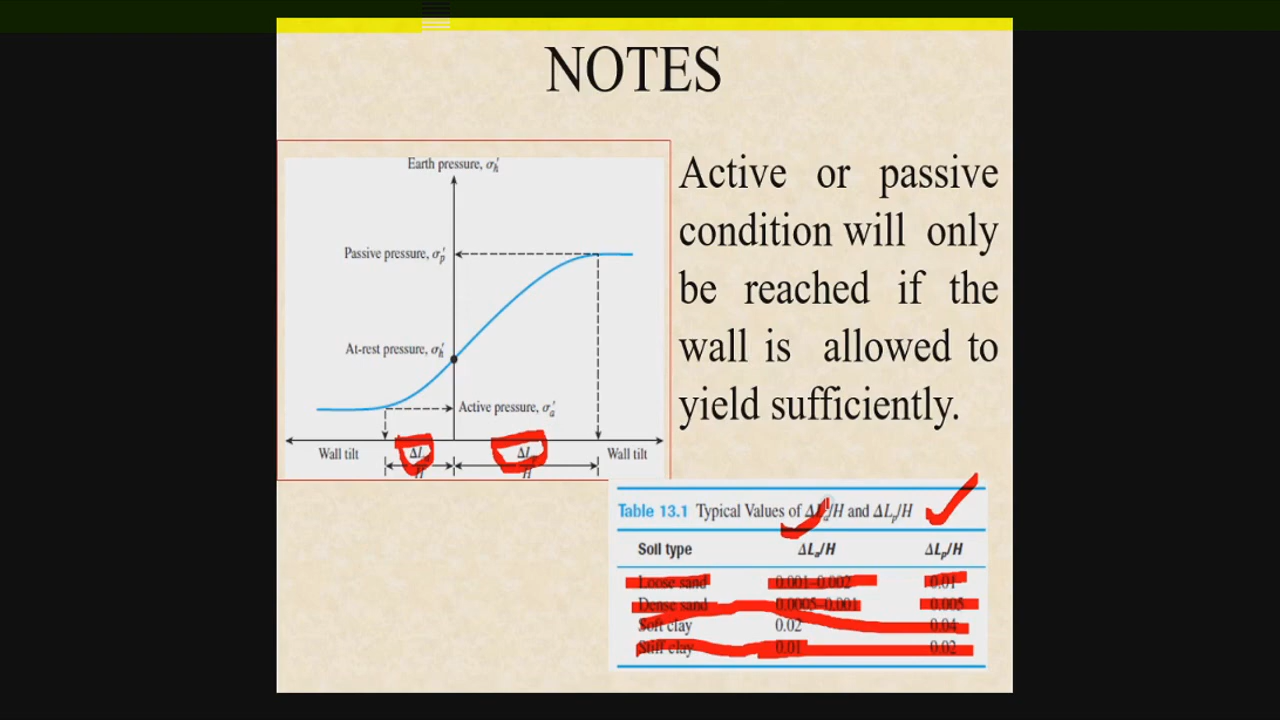 NOTES
Earth pressure, σ′h
Passive pressure, σ′p
At-rest pressure, σ′h
Active pressure, σ′a
Wall tilt
ΔL
H
ΔL
H
Wall tilt
Active or passive
condition will only
be reached if the
wall is allowed to
yield sufficiently.
Table 13.1 Typical Values of ΔLa/H and ΔLp/H
Soil type ΔLa/H ΔLp/H
Loose sand 0.001–0.002 0.01
Dense sand 0.0005–0.001 0.005
Soft clay 0.02 0.04
Stiff clay 0.01 0.02